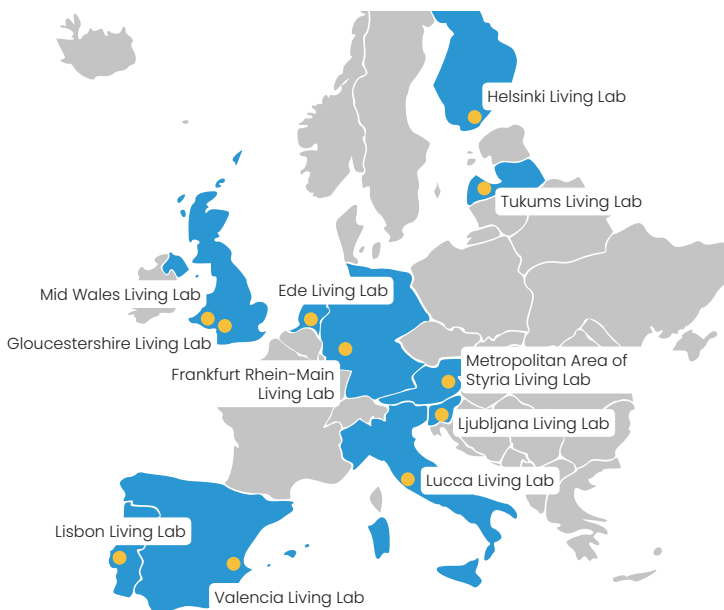 Helsinki Living Lab
Tukums Living Lab
Mid Wales Living Lab
Ede Living Lab
Gloucestershire Living Lab
Frankfurt Rhein-Main
Living Lab
Metropolitan Area of
Styria Living Lab
Ljubljana Living Lab
Lucca Living Lab
Lisbon Living Lab
Valencia Living Lab